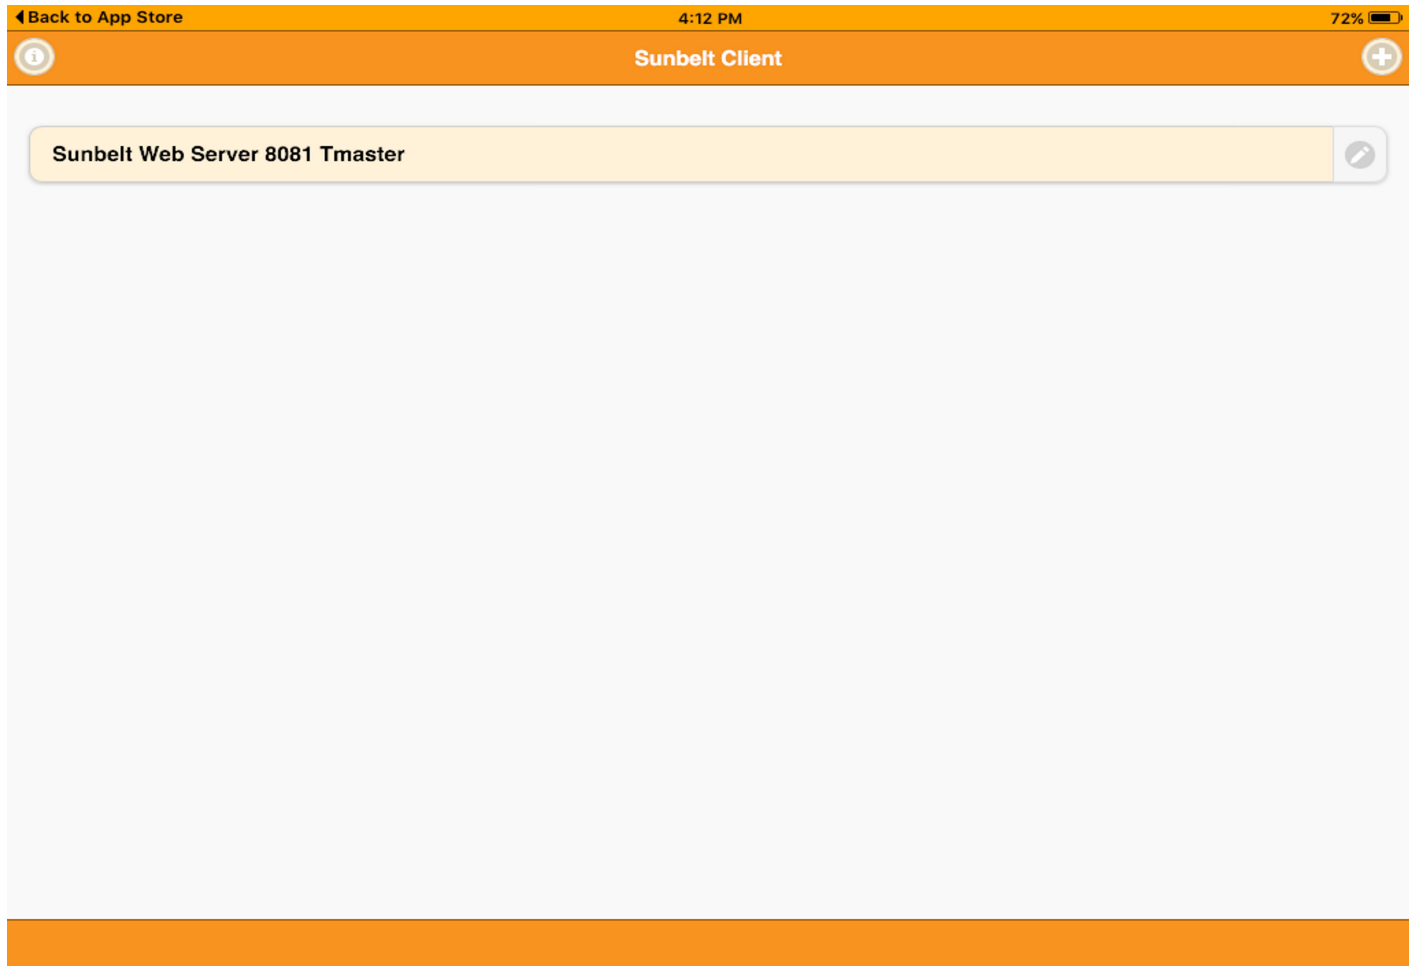 Back to App Store 4:12 PM 72%
Sunbelt Client
Sunbelt Web Server 8081 Tmaster